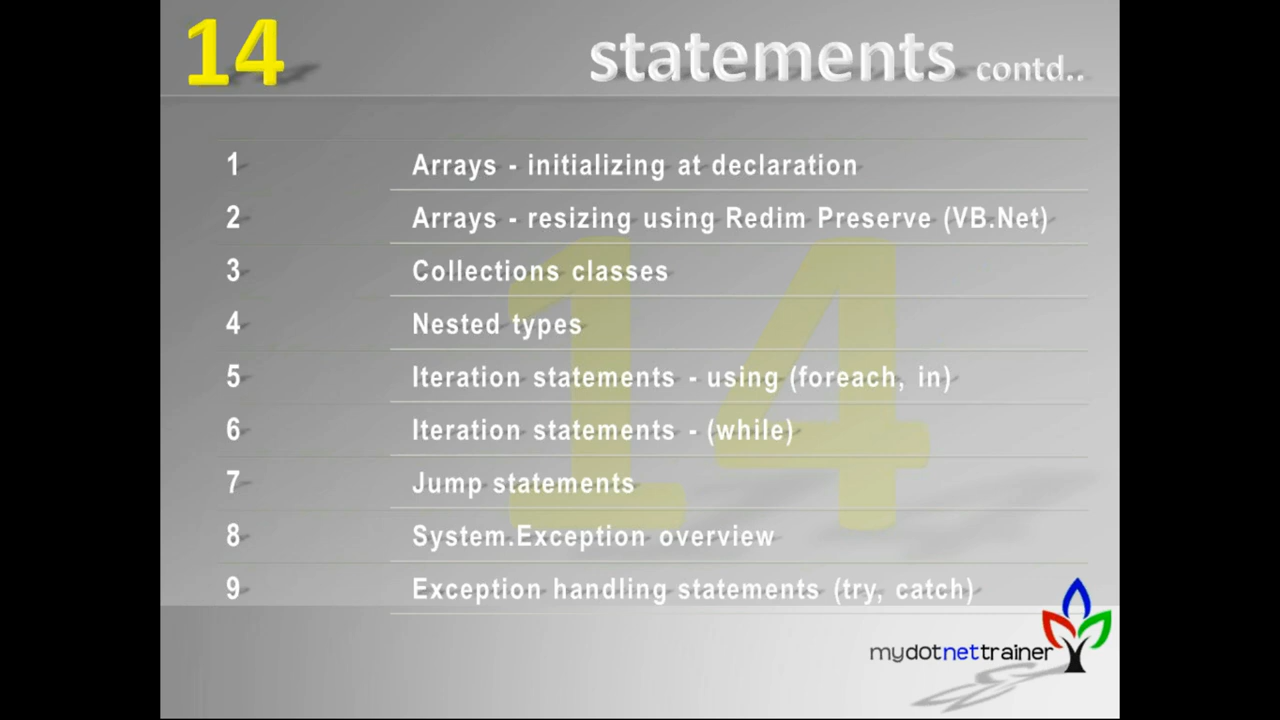 14 statements contd..
1 Arrays - initializing at declaration
2 Arrays - resizing using Redim Preserve (VB.Net)
3 Collections classes
4 Nested types
5 Iteration statements - using (foreach, in)
6 Iteration statements - (while)
7 Jump statements
8 System.Exception overview
9 Exception handling statements (try, catch)
14
mydotnettrainer